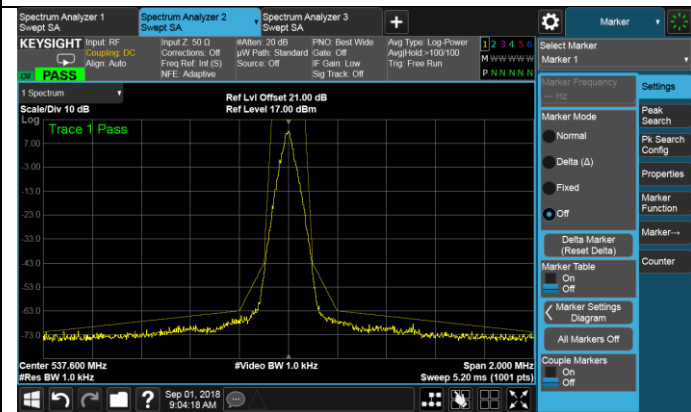 Spectrum Analyzer 1
Swept SA
Spectrum Analyzer 2
Swept SA
Spectrum Analyzer 3
Swept SA
+
Marker
KEYSIGHT
Input: RF
Coupling: DC
Align: Auto
PASS
Input Z: 50 Ω
Corrections: Off
Freq Ref: Int (S)
NFE: Adaptive
#Atten: 20 dB
µW Path: Standard
Source: Off
PNO: Best Wide
Gate: Off
IF Gain: Low
Sig Track: Off
Avg Type: Log-Power
Avg|Hold:>100/100
Trig: Free Run
1 2 3 4 5 6
M W W W W W
P N N N N N
Select Marker
Marker 1
1 Spectrum
Scale/Div 10 dB
Log
Ref Lvl Offset 21.00 dB
Ref Level 17.00 dBm
Trace 1 Pass
7.00
-3.00
-13.0
-23.0
-33.0
-43.0
-53.0
-63.0
-73.0
Center 537.600 MHz
#Res BW 1.0 kHz
#Video BW 1.0 kHz
Span 2.000 MHz
Sweep 5.20 ms (1001 pts)
Marker Frequency
--- Hz
Marker Mode
Normal
Delta (Δ)
Fixed
Off
Delta Marker
(Reset Delta)
Marker Table
On
Off
Marker Settings
Diagram
All Markers Off
Couple Markers
On
Off
Settings
Peak
Search
Pk Search
Config
Properties
Marker
Function
Marker→
Counter
?
Sep 01, 2018
9:04:18 AM